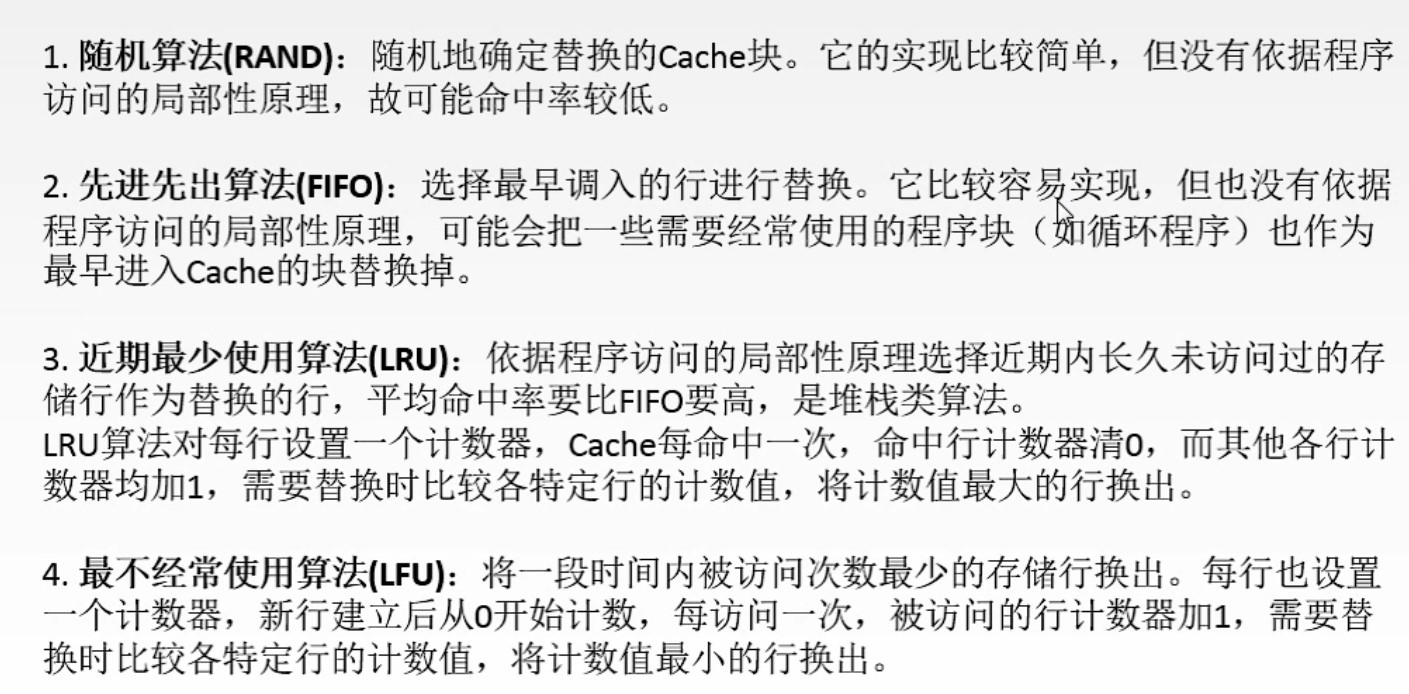 1. 随机算法(RAND)：随机地确定替换的Cache块。它的实现比较简单，但没有依据程序
访问的局部性原理，故可能命中率较低。
2. 先进先出算法(FIFO)：选择最早调入的行进行替换。它比较容易实现，但也没有依据
程序访问的局部性原理，可能会把一些需要经常使用的程序块（如循环程序）也作为
最早进入Cache的块替换掉。
3. 近期最少使用算法(LRU)：依据程序访问的局部性原理选择近期内长久未访问过的存
储行作为替换的行，平均命中率要比FIFO要高，是堆栈类算法。
LRU算法对每行设置一个计数器，Cache每命中一次，命中行计数器清0，而其他各行计
数器均加1，需要替换时比较各特定行的计数值，将计数值最大的行换出。
4. 最不经常使用算法(LFU)：将一段时间内被访问次数最少的存储行换出。每行也设置
一个计数器，新行建立后从0开始计数，每访问一次，被访问的行计数器加1，需要替
换时比较各特定行的计数值，将计数值最小的行换出。